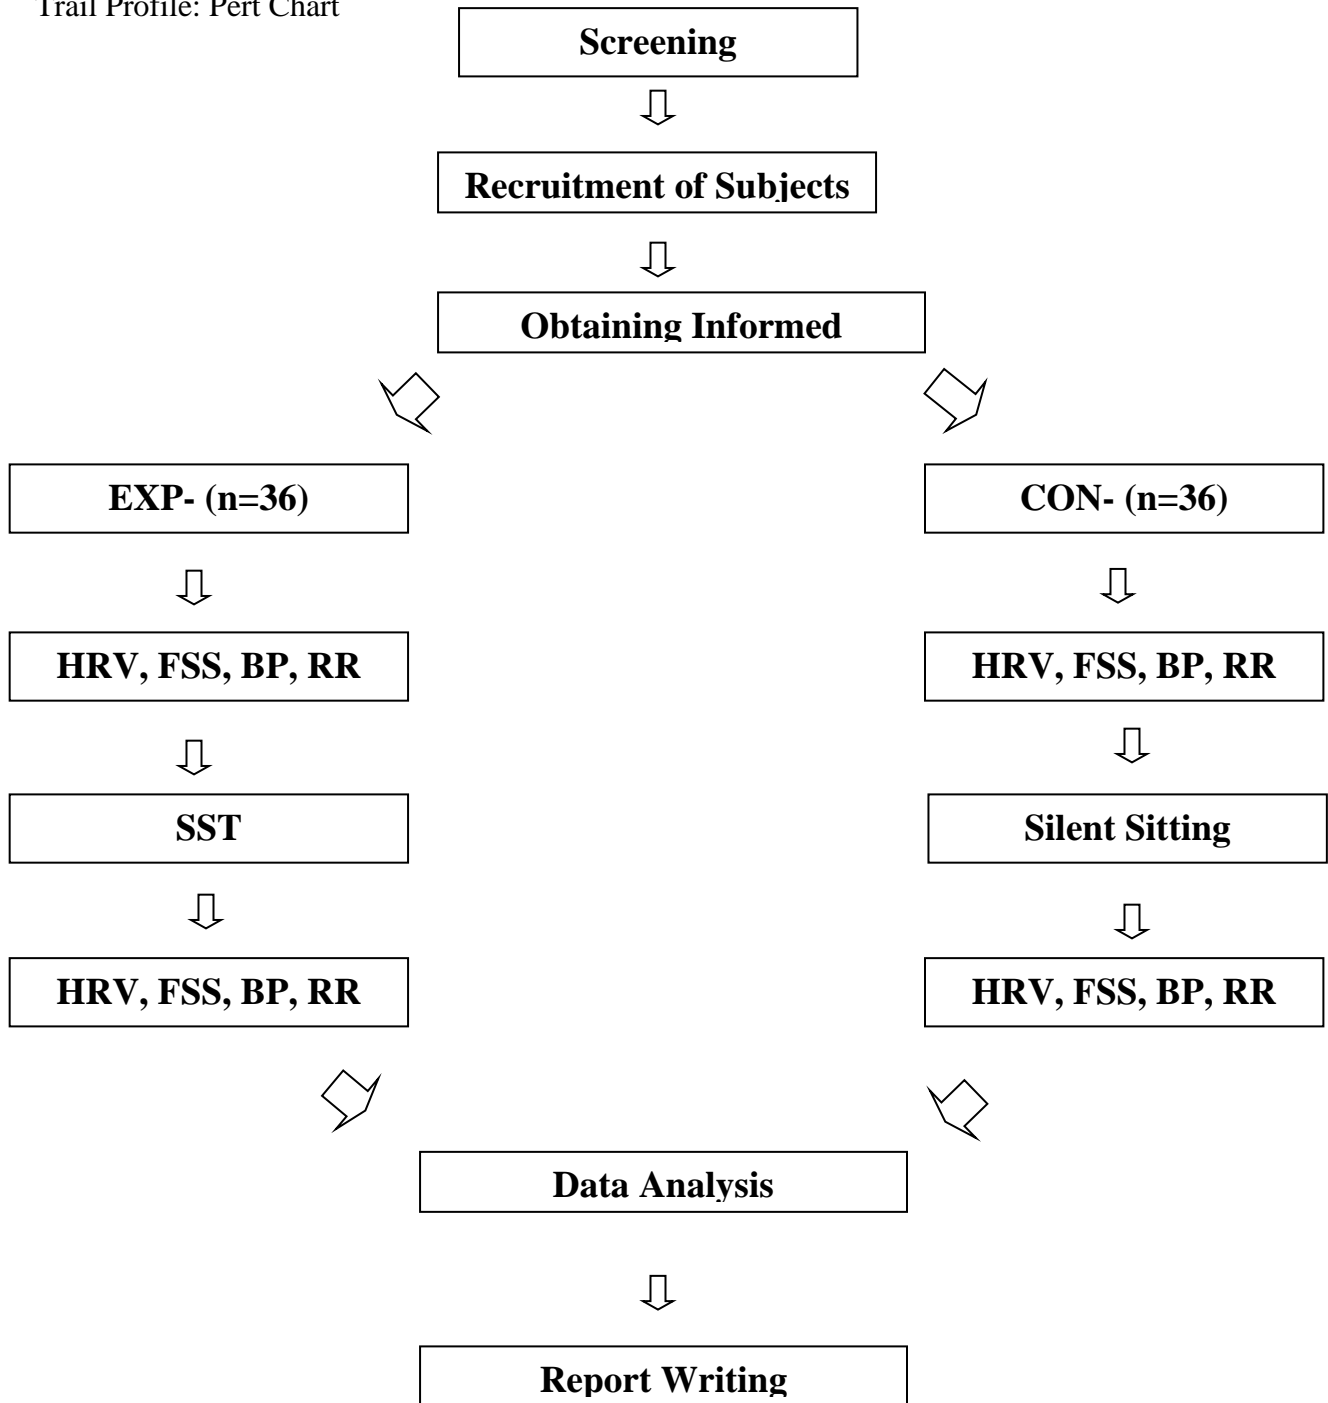 Trail Profile: Pert Chart
Screening
Recruitment of Subjects
Obtaining Informed
EXP- (n=36)
CON- (n=36)
HRV, FSS, BP, RR
HRV, FSS, BP, RR
SST
Silent Sitting
HRV, FSS, BP, RR
HRV, FSS, BP, RR
Data Analysis
Report Writing